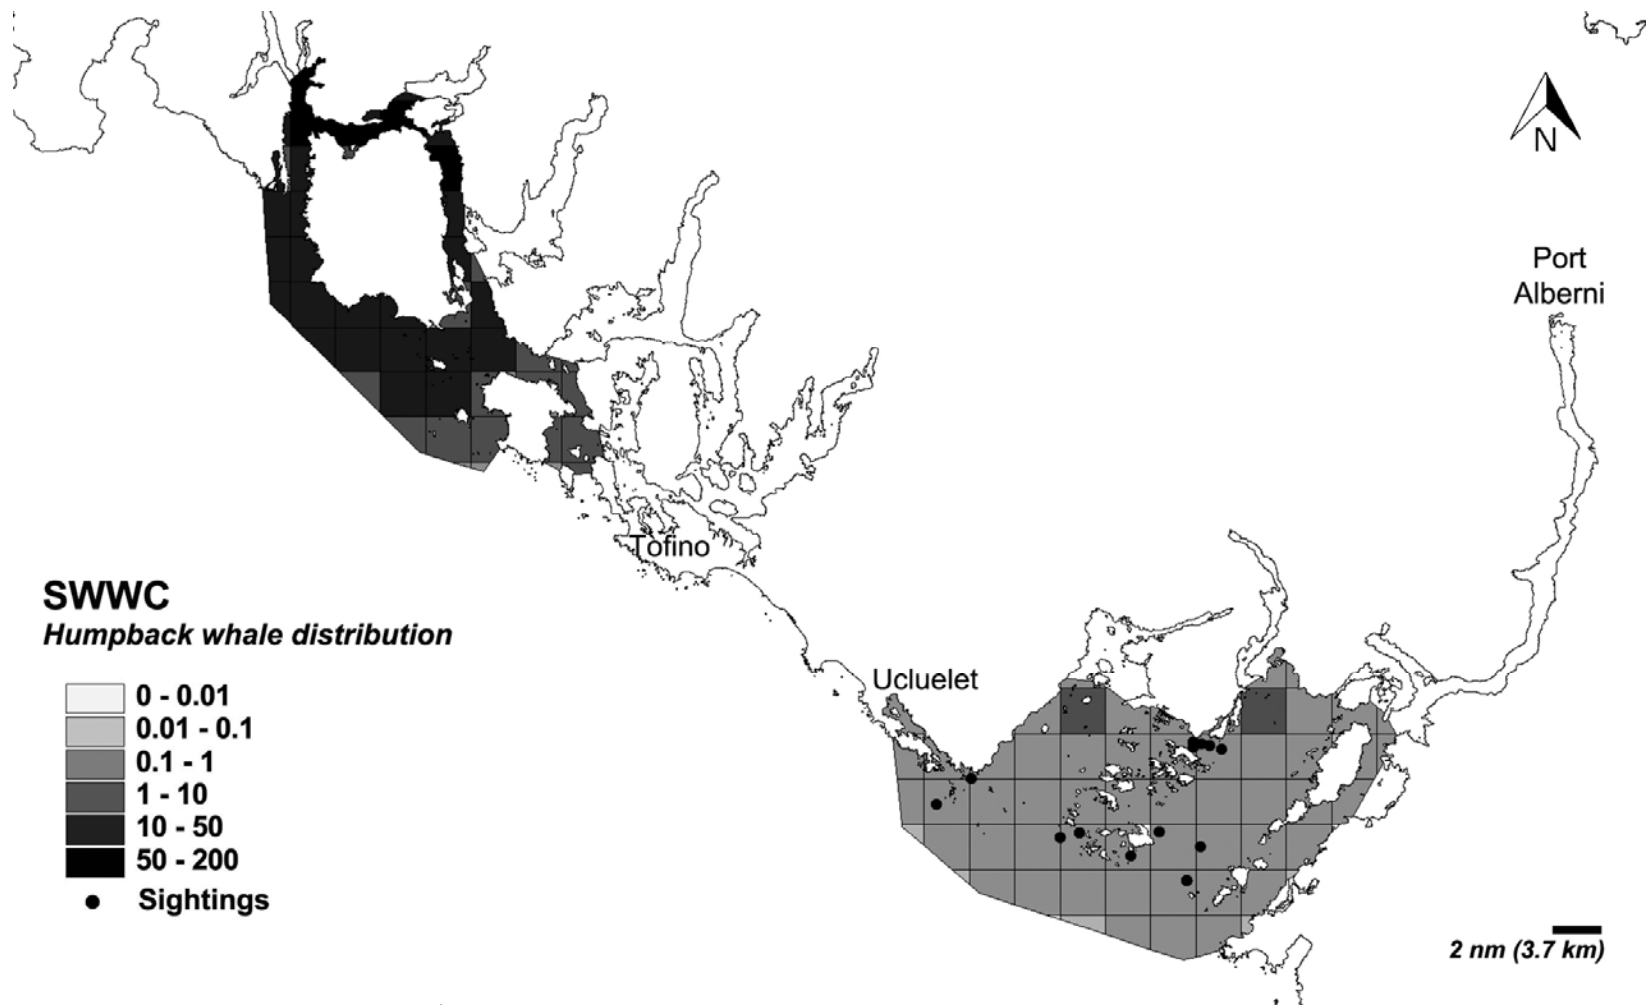 N
Port
Alberni
Tofino
SWWC
Humpback whale distribution
Ucluelet
0 - 0.01
0.01 - 0.1
0.1 - 1
1 - 10
10 - 50
50 - 200
Sightings
2 nm (3.7 km)